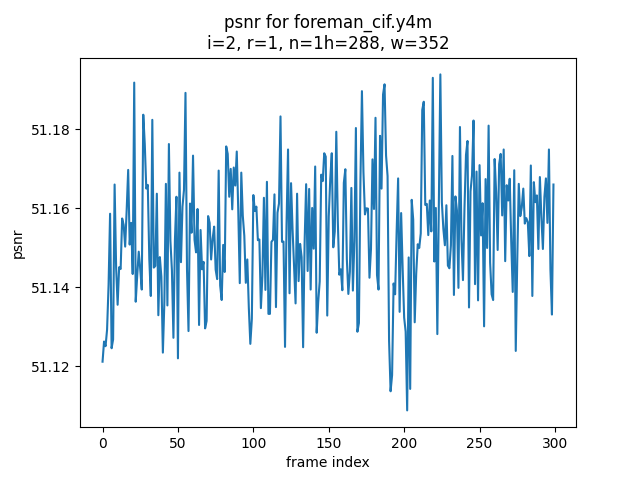 psnr for foreman_cif.y4m
i=2, r=1, n=1h=288, w=352
51.18
51.16
51.14
51.12
psnr
0 50 100 150 200 250 300
frame index